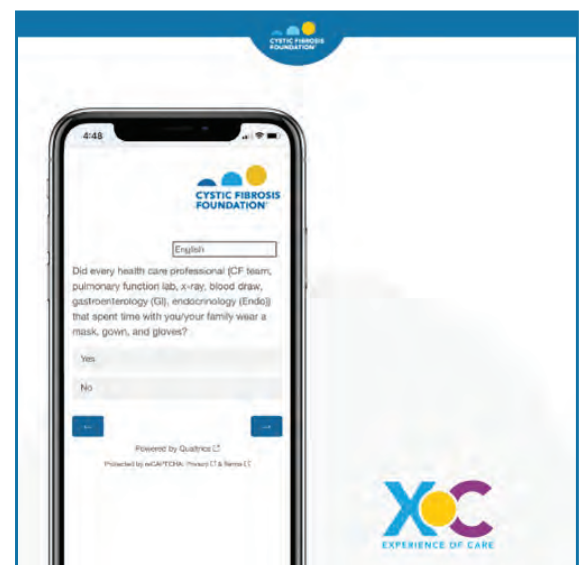 CYSTIC FIBROSIS
FOUNDATION
4:48
CYSTIC FIBROSIS
FOUNDATION
English
Did every health care professional (CF team,
pulmonary function lab, x-ray, blood draw,
gastroenterology (GI), endocrinology (Endo))
that spent time with you/your family wear a
mask, gown, and gloves?
Yes
No
←
→
Powered by Qualtrics
Protected by reCAPTCHA: Privacy & Terms
XOC
EXPERIENCE OF CARE